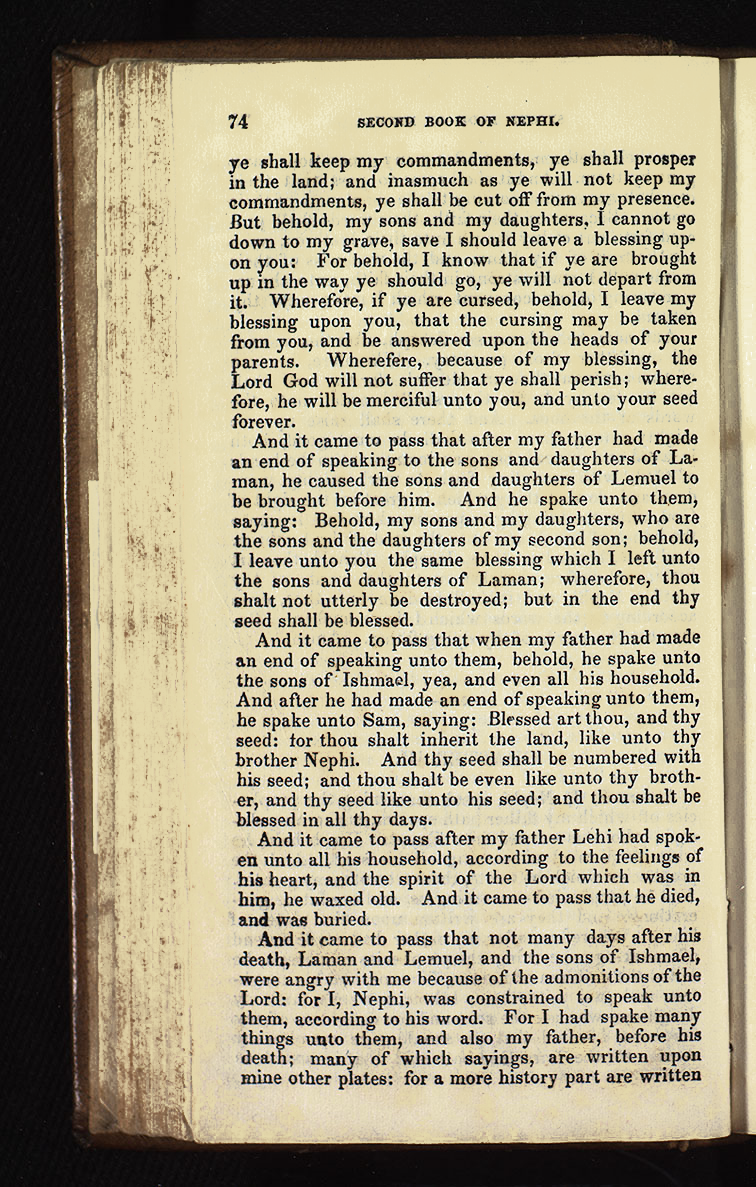 74 SECOND BOOK OF NEPHI.
ye shall keep my commandments, ye shall prosper
in the land; and inasmuch as ye will not keep my
commandments, ye shall be cut off from my presence.
But behold, my sons and my daughters, I cannot go
down to my grave, save I should leave a blessing up-
on you: For behold, I know that if ye are brought
up in the way ye should go, ye will not depart from
it. Wherefore, if ye are cursed, behold, I leave my
blessing upon you, that the cursing may be taken
from you, and be answered upon the heads of your
parents. Wherefere, because of my blessing, the
Lord God will not suffer that ye shall perish; where-
fore, he will be merciful unto you, and unto your seed
forever.
And it came to pass that after my father had made
an end of speaking to the sons and daughters of La-
man, he caused the sons and daughters of Lemuel to
be brought before him. And he spake unto them,
saying: Behold, my sons and my daughters, who are
the sons and the daughters of my second son; behold,
I leave unto you the same blessing which I left unto
the sons and daughters of Laman; wherefore, thou
shalt not utterly be destroyed; but in the end thy
seed shall be blessed.
And it came to pass that when my father had made
an end of speaking unto them, behold, he spake unto
the sons of Ishmael, yea, and even all his household.
And after he had made an end of speaking unto them,
he spake unto Sam, saying: Blessed art thou, and thy
seed: for thou shalt inherit the land, like unto thy
brother Nephi. And thy seed shall be numbered with
his seed; and thou shalt be even like unto thy broth-
er, and thy seed like unto his seed; and thou shalt be
blessed in all thy days.
And it came to pass after my father Lehi had spok-
en unto all his household, according to the feelings of
his heart, and the spirit of the Lord which was in
him, he waxed old. And it came to pass that he died,
and was buried.
And it came to pass that not many days after his
death, Laman and Lemuel, and the sons of Ishmael,
were angry with me because of the admonitions of the
Lord: for I, Nephi, was constrained to speak unto
them, according to his word. For I had spake many
things unto them, and also my father, before his
death; many of which sayings, are written upon
mine other plates: for a more history part are written